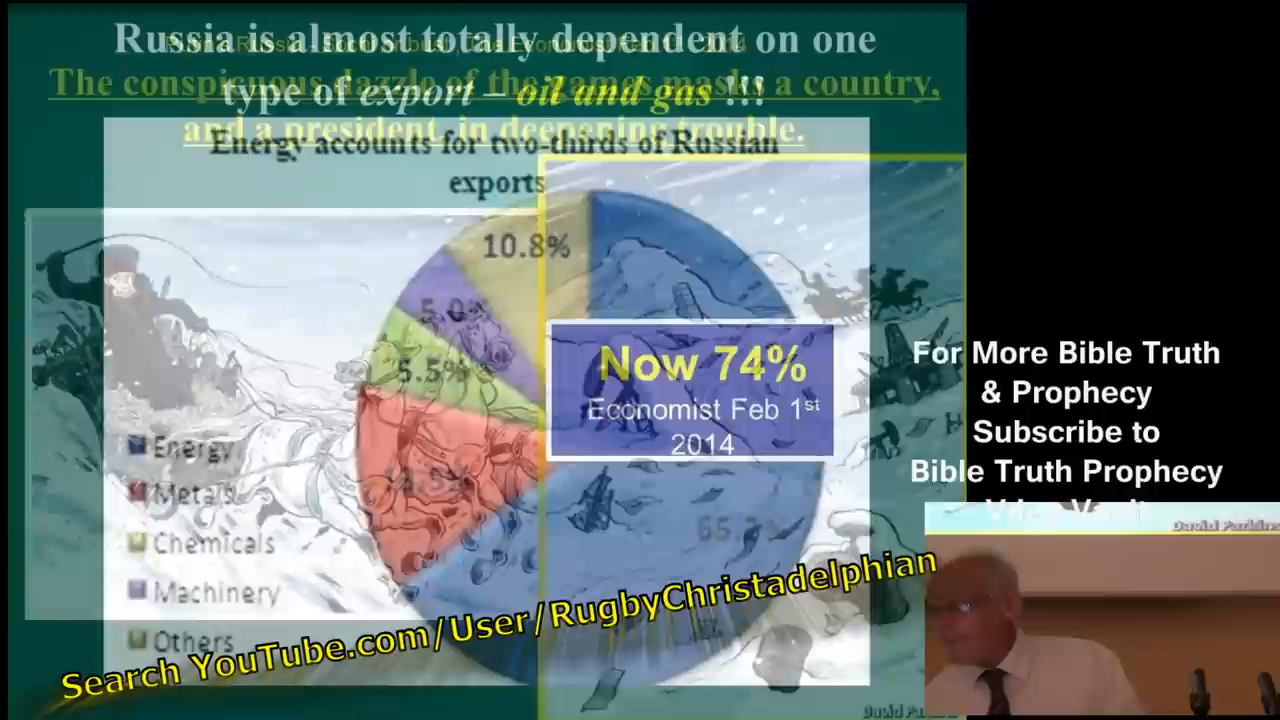 Russia is almost totally dependent on one
type of export – oil and gas !!!
The conspicuous dazzle of the games masks a country,
and a president, in deepening trouble.
Energy accounts for two-thirds of Russian
exports
10.8%
5.0%
5.5%
Now 74%
Economist Feb 1st
2014
Energy
Metals
Chemicals
Machinery
Others
For More Bible Truth
& Prophecy
Subscribe to
Bible Truth Prophecy
Search YouTube.com/User/RugbyChristadelphian